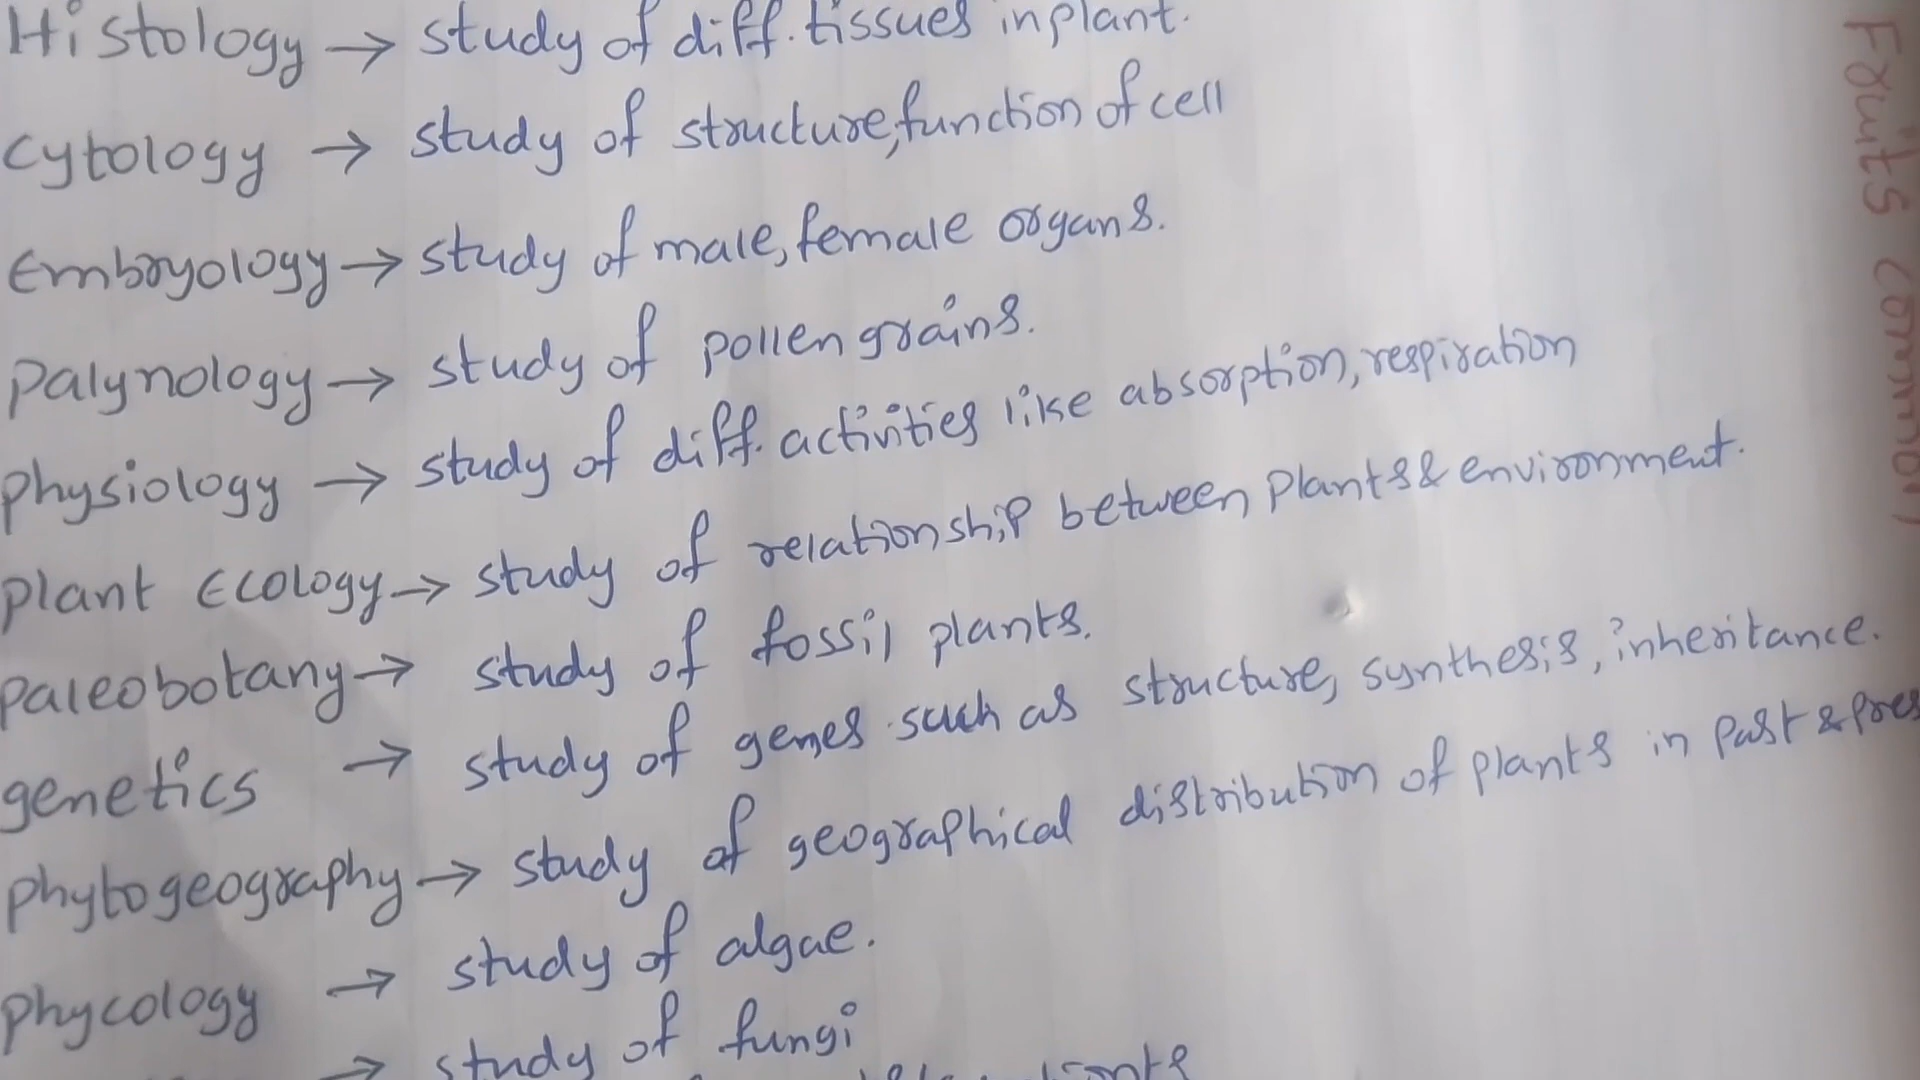 Histology → study of diff. tissues in plant.
Cytology → study of structure, function of cell
Embryology → study of male, female organs.
Palynology → study of pollen grains.
Physiology → study of diff. activities like absorption, respiration
Plant Ecology → study of relationship between plants & environment.
Paleobotany → study of fossil plants.
genetics → study of genes such as structure, synthesis, inheritance.
Phytogeography → study of geographical distribution of plants in past & pres
Phycology → study of algae.
→ study of fungi
Fruits common